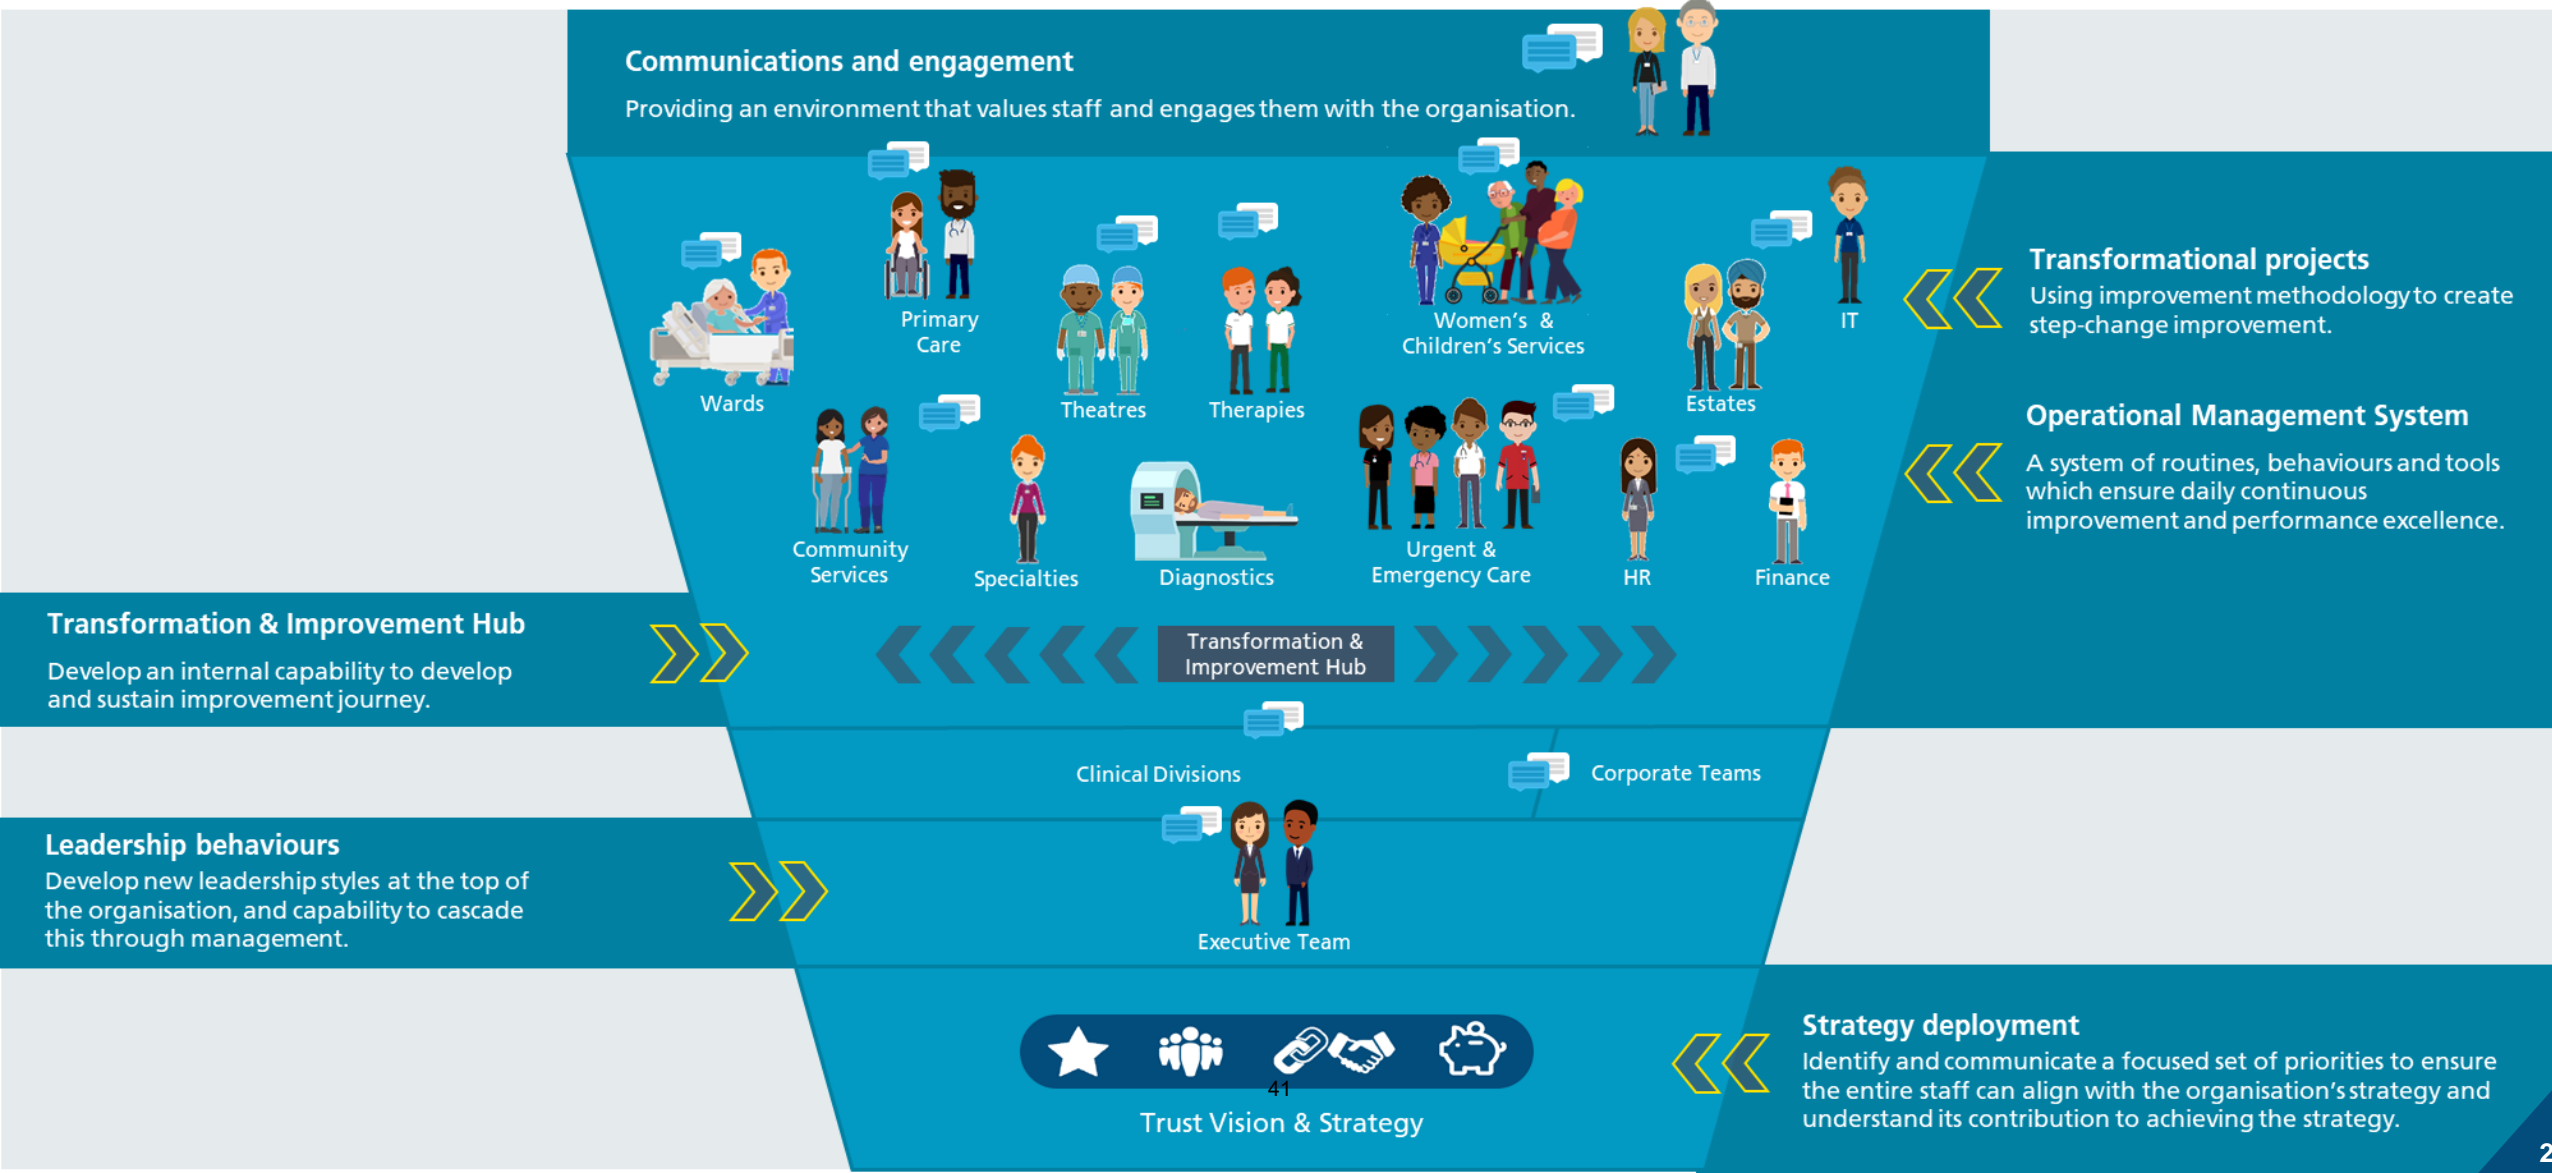 Communications and engagement
Providing an environment that values staff and engages them with the organisation.
Primary
Care
Women's &
Children's Services
IT
Wards
Theatres
Therapies
Estates
Community
Services
Specialties
Diagnostics
Urgent &
Emergency Care
HR
Finance
Transformational projects
Using improvement methodology to create
step-change improvement.
Operational Management System
A system of routines, behaviours and tools
which ensure daily continuous
improvement and performance excellence.
Transformation & Improvement Hub
Develop an internal capability to develop
and sustain improvement journey.
Transformation &
Improvement Hub
Clinical Divisions
Corporate Teams
Leadership behaviours
Develop new leadership styles at the top of
the organisation, and capability to cascade
this through management.
Executive Team
41
Trust Vision & Strategy
Strategy deployment
Identify and communicate a focused set of priorities to ensure
the entire staff can align with the organisation's strategy and
understand its contribution to achieving the strategy.
2